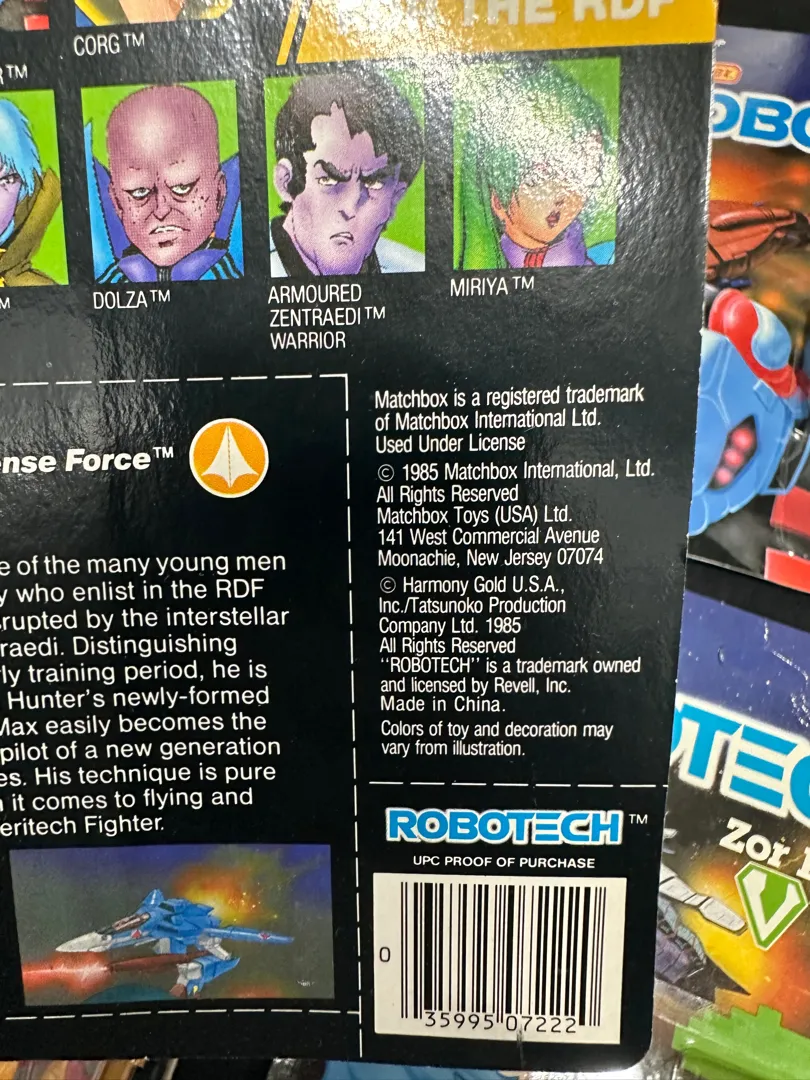 THE RDF
CORG™
™
DOLZA™
ARMOURED
ZENTRAEDI™
WARRIOR
MIRIYA™
Matchbox is a registered trademark
of Matchbox International Ltd.
Used Under License
© 1985 Matchbox International, Ltd.
All Rights Reserved
Matchbox Toys (USA) Ltd.
141 West Commercial Avenue
Moonachie, New Jersey 07074
© Harmony Gold U.S.A.,
Inc./Tatsunoko Production
Company Ltd. 1985
All Rights Reserved
"ROBOTECH" is a trademark owned
and licensed by Revell, Inc.
Made in China.
Colors of toy and decoration may
vary from illustration.
nse Force™
e of the many young men
y who enlist in the RDF
rupted by the interstellar
raedi. Distinguishing
ly training period, he is
Hunter's newly-formed
Max easily becomes the
pilot of a new generation
es. His technique is pure
it comes to flying and
eritech Fighter.
ROBOTECH™
UPC PROOF OF PURCHASE
0 35995 07222
OBO
OTEC
Zor